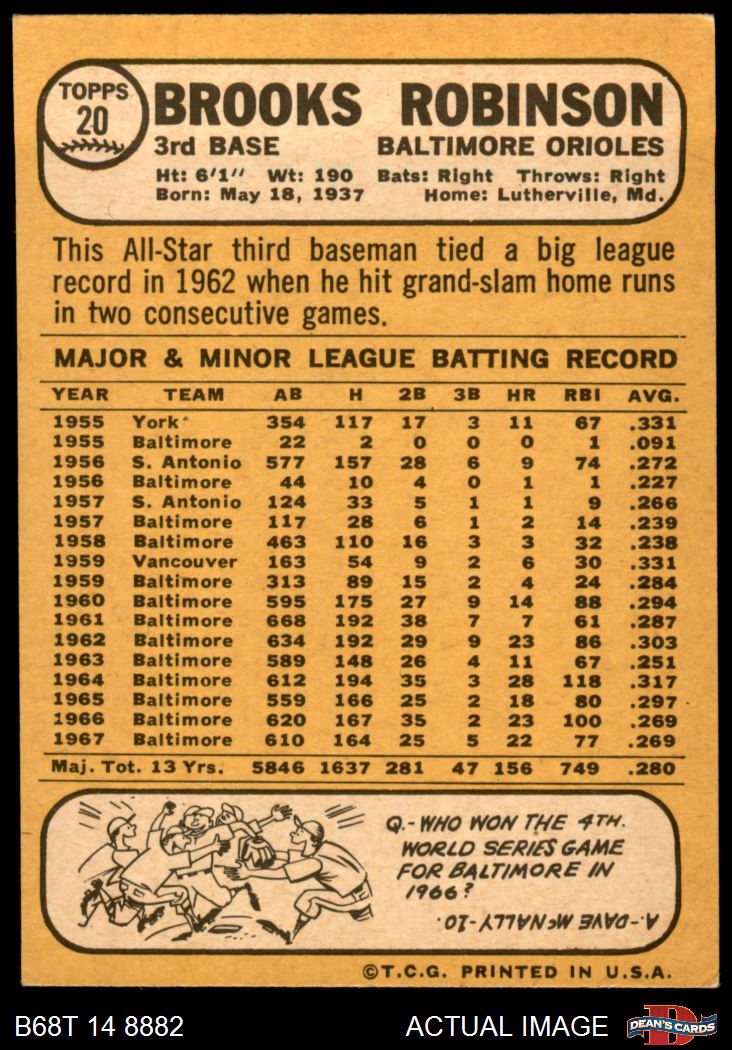 TOPPS
20
BROOKS ROBINSON
3rd BASE BALTIMORE ORIOLES
Ht: 6'1" Wt: 190 Bats: Right Throws: Right
Born: May 18, 1937 Home: Lutherville, Md.
This All-Star third baseman tied a big league
record in 1962 when he hit grand-slam home runs
in two consecutive games.
MAJOR & MINOR LEAGUE BATTING RECORD
YEAR TEAM AB H 2B 3B HR RBI AVG.
1955 York* 354 117 17 3 11 67 .331
1955 Baltimore 22 2 0 0 0 1 .091
1956 S. Antonio 577 157 28 6 9 74 .272
1956 Baltimore 44 10 4 0 1 1 .227
1957 S. Antonio 124 33 5 1 1 9 .266
1957 Baltimore 117 28 6 1 2 14 .239
1958 Baltimore 463 110 16 3 3 32 .238
1959 Vancouver 163 54 9 2 6 30 .331
1959 Baltimore 313 89 15 2 4 24 .284
1960 Baltimore 595 175 27 9 14 88 .294
1961 Baltimore 668 192 38 7 7 61 .287
1962 Baltimore 634 192 29 9 23 86 .303
1963 Baltimore 589 148 26 4 11 67 .251
1964 Baltimore 612 194 35 3 28 118 .317
1965 Baltimore 559 166 25 2 18 80 .297
1966 Baltimore 620 167 35 2 23 100 .269
1967 Baltimore 610 164 25 5 22 77 .269
Maj. Tot. 13 Yrs. 5846 1637 281 47 156 749 .280
Q.-WHO WON THE 4TH.
WORLD SERIES GAME
FOR BALTIMORE IN
1966?
A.-DAVE McNALLY-1-0.
©T.C.G. PRINTED IN U.S.A.
B68T 14 8882 ACTUAL IMAGE
D
DEAN'S CARDS